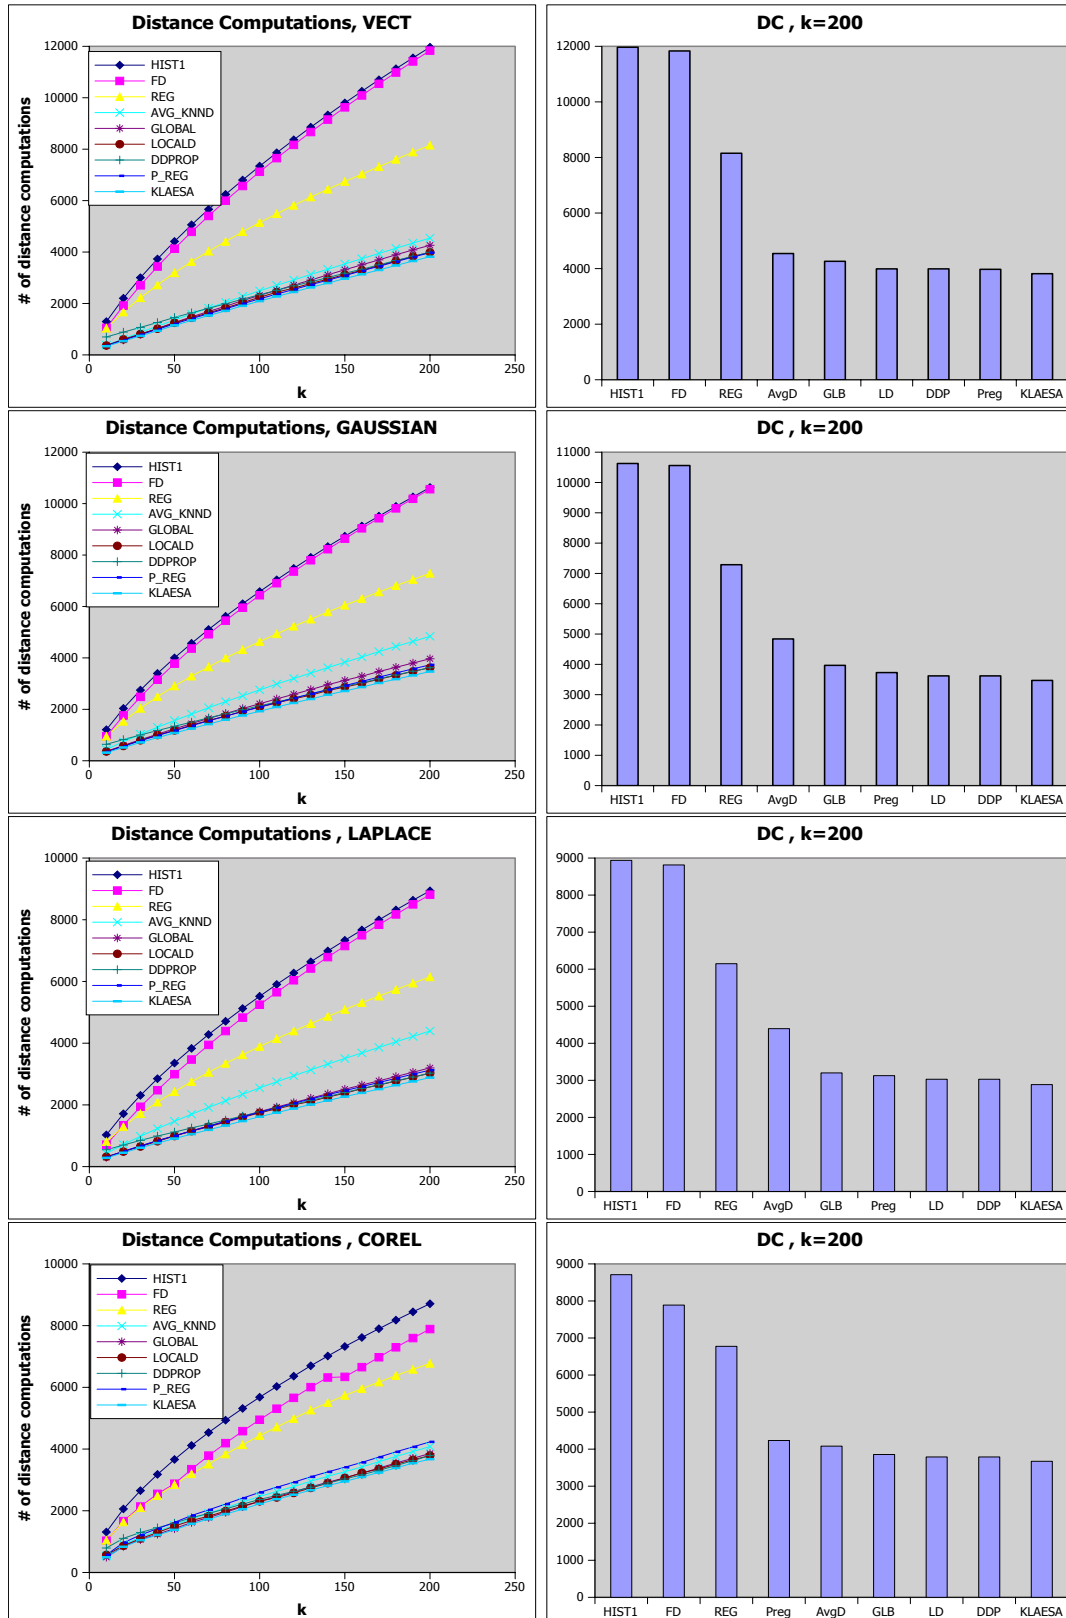 Distance Computations, VECT
# of distance computations
12000
10000
8000
6000
4000
2000
0
HIST1
FD
REG
AVG_KNND
GLOBAL
LOCALD
DDPROP
P_REG
KLAESA
0 50 100 150 200 250
k
DC , k=200
12000
10000
8000
6000
4000
2000
0
HIST1 FD REG AvgD GLB LD DDP Preg KLAESA
Distance Computations, GAUSSIAN
# of distance computations
12000
10000
8000
6000
4000
2000
0
HIST1
FD
REG
AVG_KNND
GLOBAL
LOCALD
DDPROP
P_REG
KLAESA
0 50 100 150 200 250
k
DC , k=200
11000
10000
9000
8000
7000
6000
5000
4000
3000
2000
1000
0
HIST1 FD REG AvgD GLB Preg LD DDP KLAESA
Distance Computations , LAPLACE
# of distance computations
10000
8000
6000
4000
2000
0
HIST1
FD
REG
AVG_KNND
GLOBAL
LOCALD
DDPROP
P_REG
KLAESA
0 50 100 150 200 250
k
DC , k=200
9000
8000
7000
6000
5000
4000
3000
2000
1000
0
HIST1 FD REG AvgD GLB Preg LD DDP KLAESA
Distance Computations , COREL
# of distance computations
10000
8000
6000
4000
2000
0
HIST1
FD
REG
AVG_KNND
GLOBAL
LOCALD
DDPROP
P_REG
KLAESA
0 50 100 150 200 250
k
DC , k=200
9000
8000
7000
6000
5000
4000
3000
2000
1000
0
HIST1 FD REG Preg AvgD GLB LD DDP KLAESA